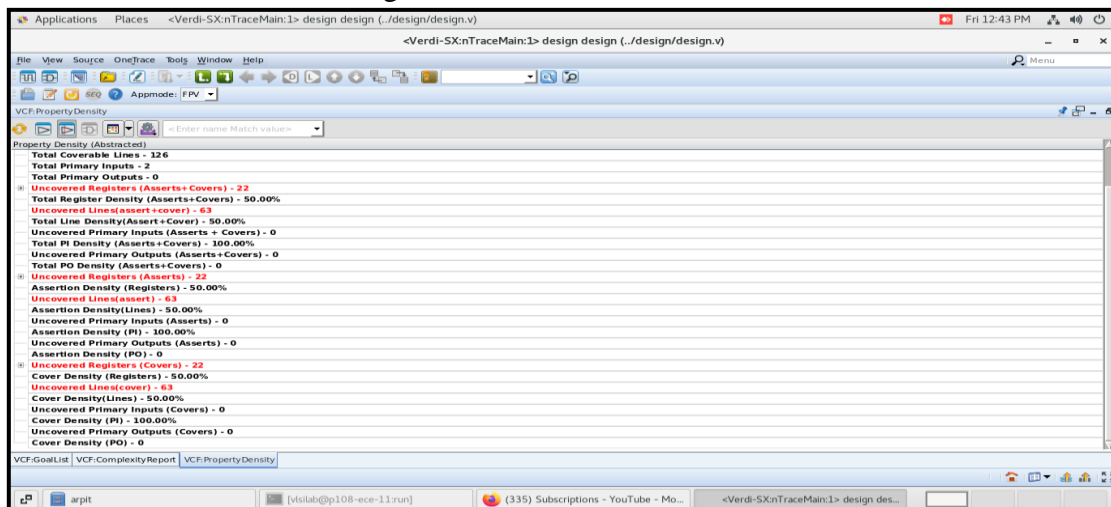 Applications Places <Verdi-SX:nTraceMain:1> design design (../design/design.v) Fri 12:43 PM
<Verdi-SX:nTraceMain:1> design design (../design/design.v)
File View Source OneTrace Tools Window Help Menu
SEQ Appmode: FPV
VCF:PropertyDensity
<Enter name Match value>
Property Density (Abstracted)
Total Coverable Lines - 126
Total Primary Inputs - 2
Total Primary Outputs - 0
Uncovered Registers (Asserts+Covers) - 22
Total Register Density (Asserts+Covers) - 50.00%
Uncovered Lines(assert+cover) - 63
Total Line Density(Assert+Cover) - 50.00%
Uncovered Primary Inputs (Asserts + Covers) - 0
Total PI Density (Asserts+Covers) - 100.00%
Uncovered Primary Outputs (Asserts+Covers) - 0
Total PO Density (Asserts+Covers) - 0
Uncovered Registers (Asserts) - 22
Assertion Density (Registers) - 50.00%
Uncovered Lines(assert) - 63
Assertion Density(Lines) - 50.00%
Uncovered Primary Inputs (Asserts) - 0
Assertion Density (PI) - 100.00%
Uncovered Primary Outputs (Asserts) - 0
Assertion Density (PO) - 0
Uncovered Registers (Covers) - 22
Cover Density (Registers) - 50.00%
Uncovered Lines(cover) - 63
Cover Density(Lines) - 50.00%
Uncovered Primary Inputs (Covers) - 0
Cover Density (PI) - 100.00%
Uncovered Primary Outputs (Covers) - 0
Cover Density (PO) - 0
VCF:GoalList VCF:ComplexityReport VCF:PropertyDensity
arpit [vlsilab@p108-ece-11:run] (335) Subscriptions - YouTube - Mo... <Verdi-SX:nTraceMain:1> design des...